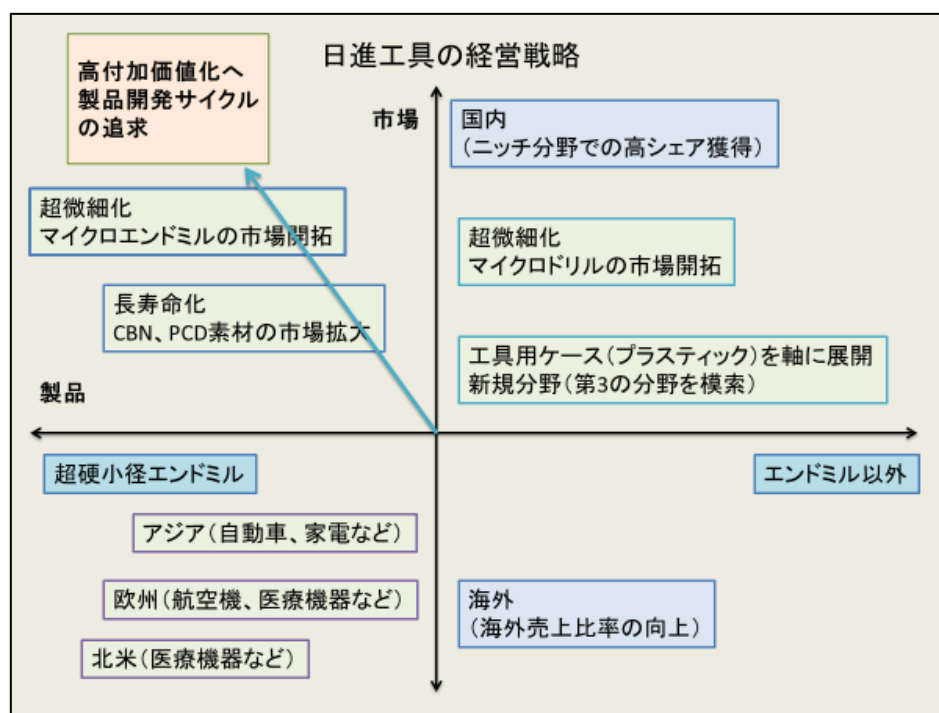 日進工具の経営戦略
高付加価値化へ
製品開発サイクル
の追求
市場
国内
(ニッチ分野での高シェア獲得)
超微細化
マイクロエンドミルの市場開拓
超微細化
マイクロドリルの市場開拓
長寿命化
CBN、PCD素材の市場拡大
工具用ケース(プラスティック)を軸に展開
新規分野(第3の分野を模索)
製品
超硬小径エンドミル
エンドミル以外
アジア(自動車、家電など)
欧州(航空機、医療機器など)
北米(医療機器など)
海外
(海外売上比率の向上)